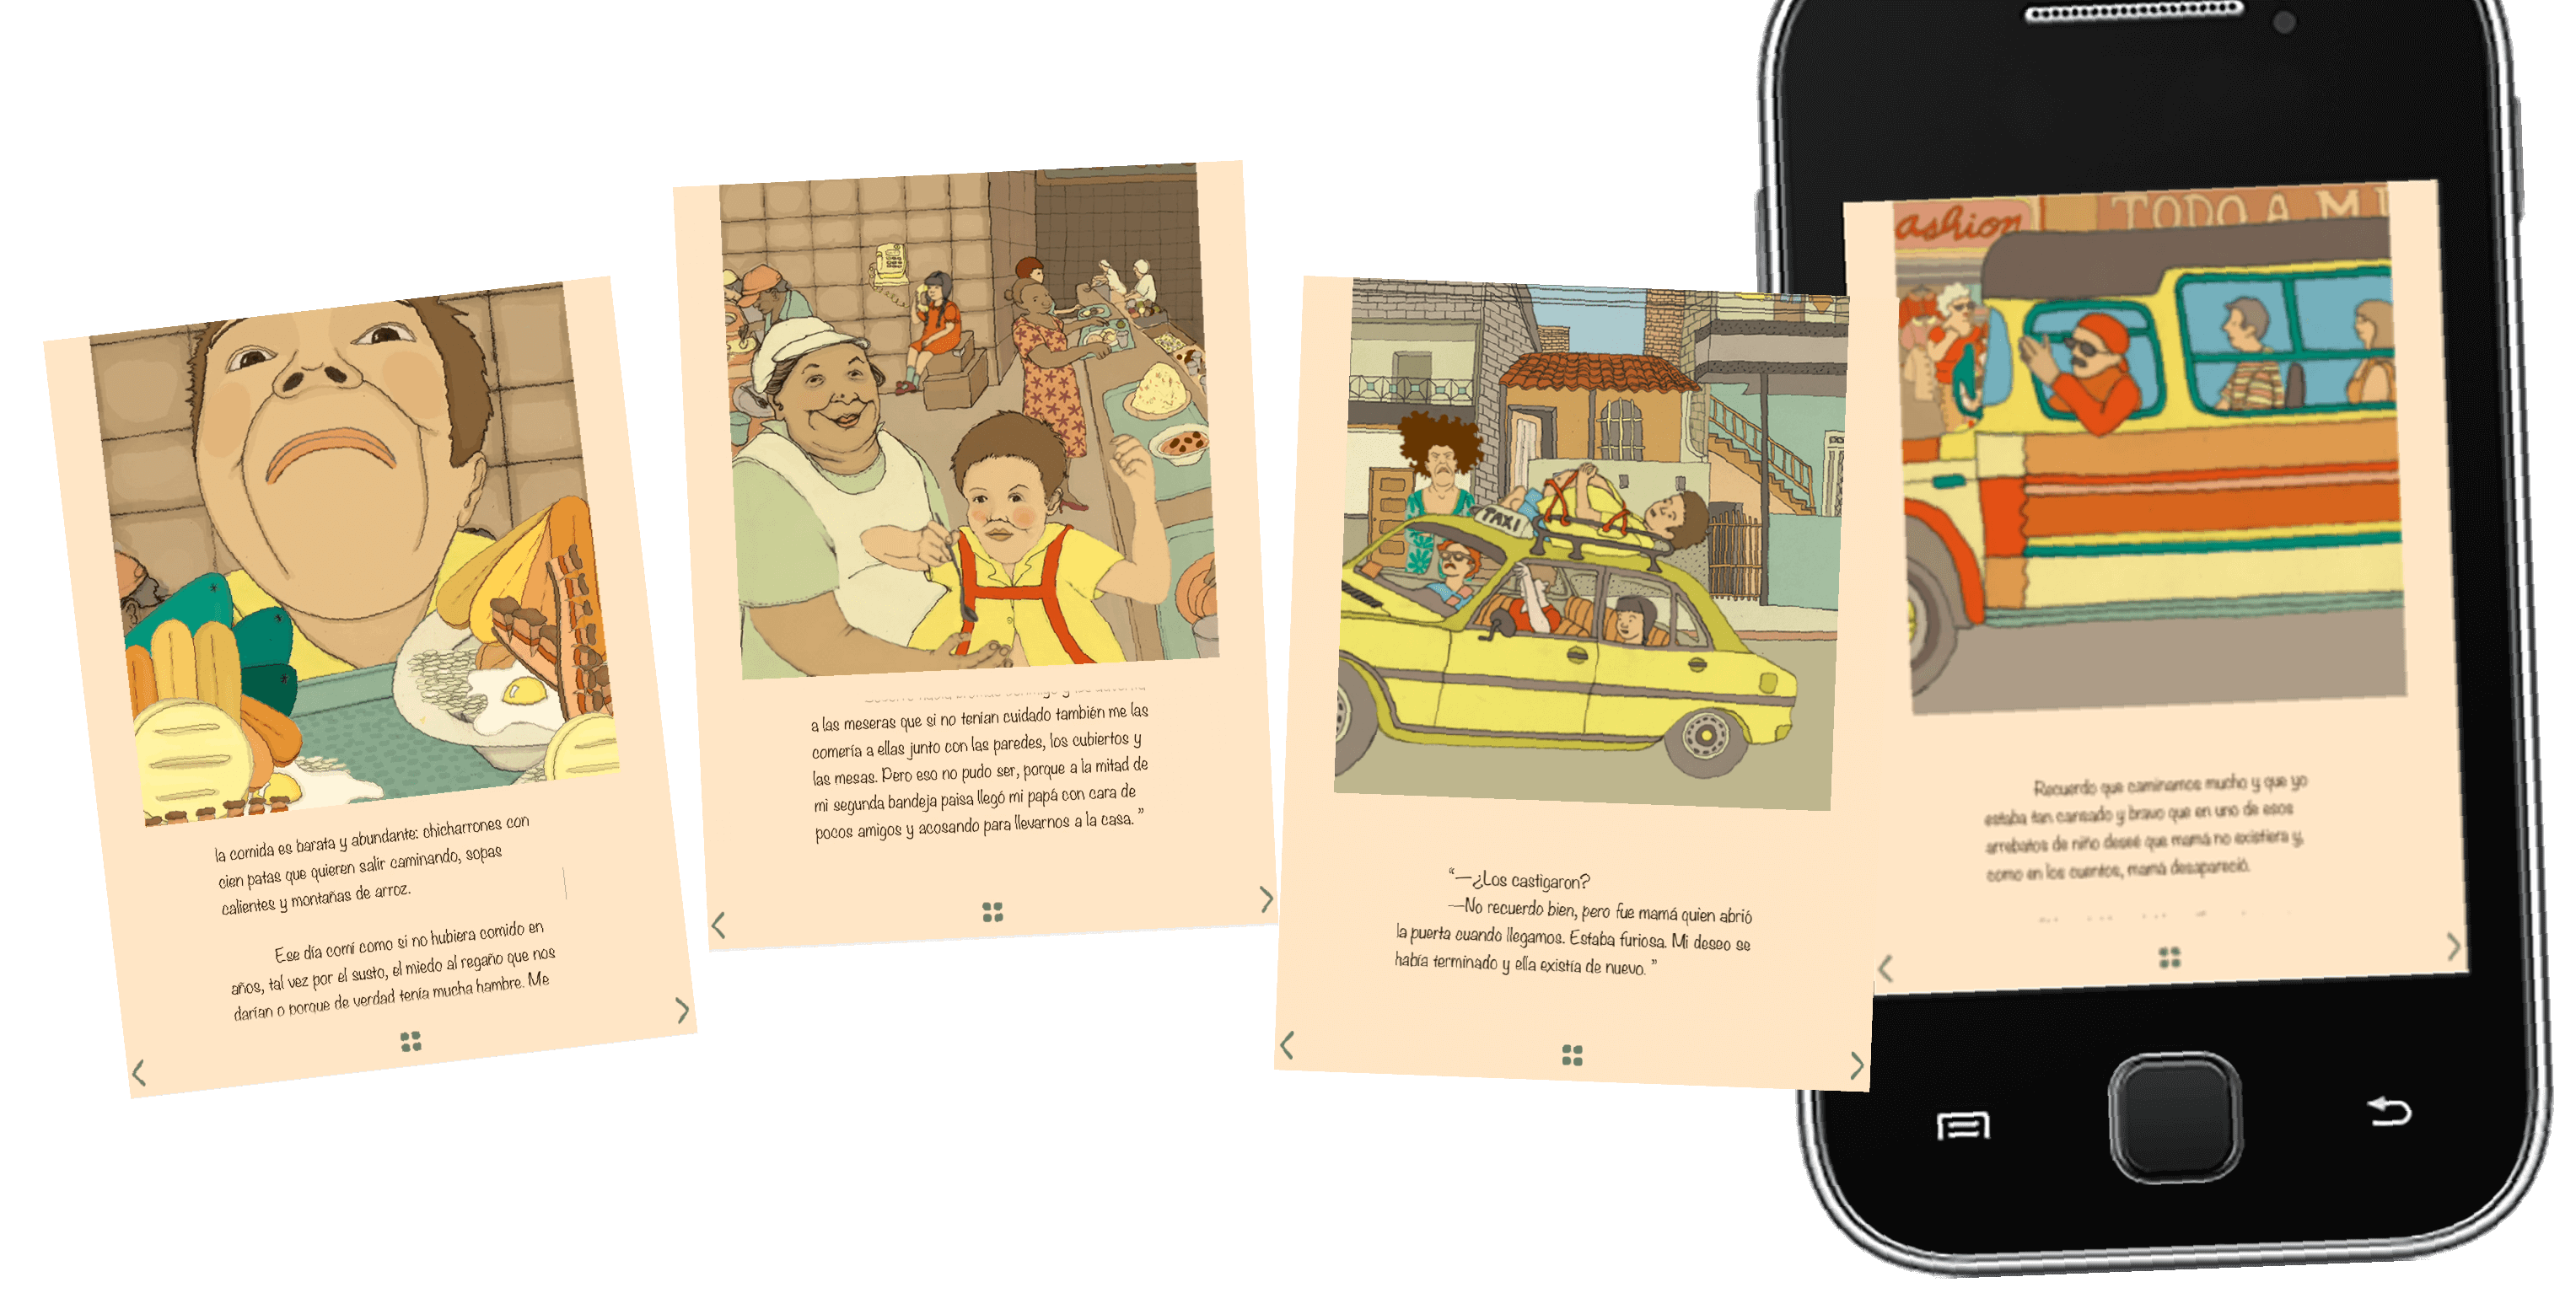 la comida es barata y abundante: chicharrones con
cien patas que quieren salir caminando, sopas
calientes y montañas de arroz.
Ese día comí como si no hubiera comido en
años, tal vez por el susto, el miedo al regaño que nos
darían o porque de verdad tenía mucha hambre. Me
a las meseras que si no tenían cuidado también me las
comería a ellas junto con las paredes, los cubiertos y
las mesas. Pero eso no pudo ser, porque a la mitad de
mi segunda bandeja paisa llegó mi papá con cara de
pocos amigos y acosando para llevarnos a la casa. ”
TAXI
“—¿Los castigaron?
—No recuerdo bien, pero fue mamá quien abrió
la puerta cuando llegamos. Estaba furiosa. Mi deseo se
había terminado y ella existía de nuevo. ”
ashion
TODO A MI
Recuerdo que caminamos mucho y que yo
estaba tan cansado y bravo que en uno de esos
arrebatos de niño deseé que mamá no existiera y,
como en los cuentos, mamá desapareció.